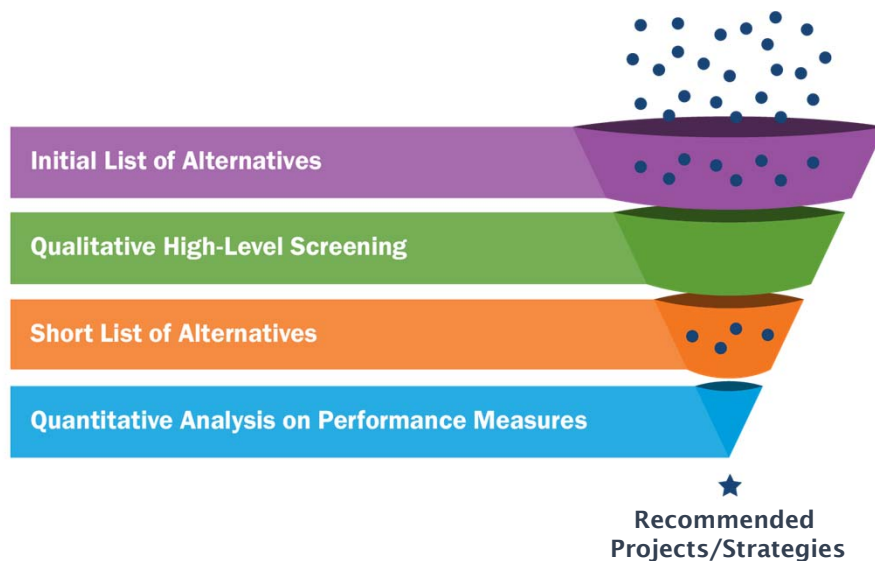 Initial List of Alternatives
Qualitative High-Level Screening
Short List of Alternatives
Quantitative Analysis on Performance Measures
Recommended
Projects/Strategies